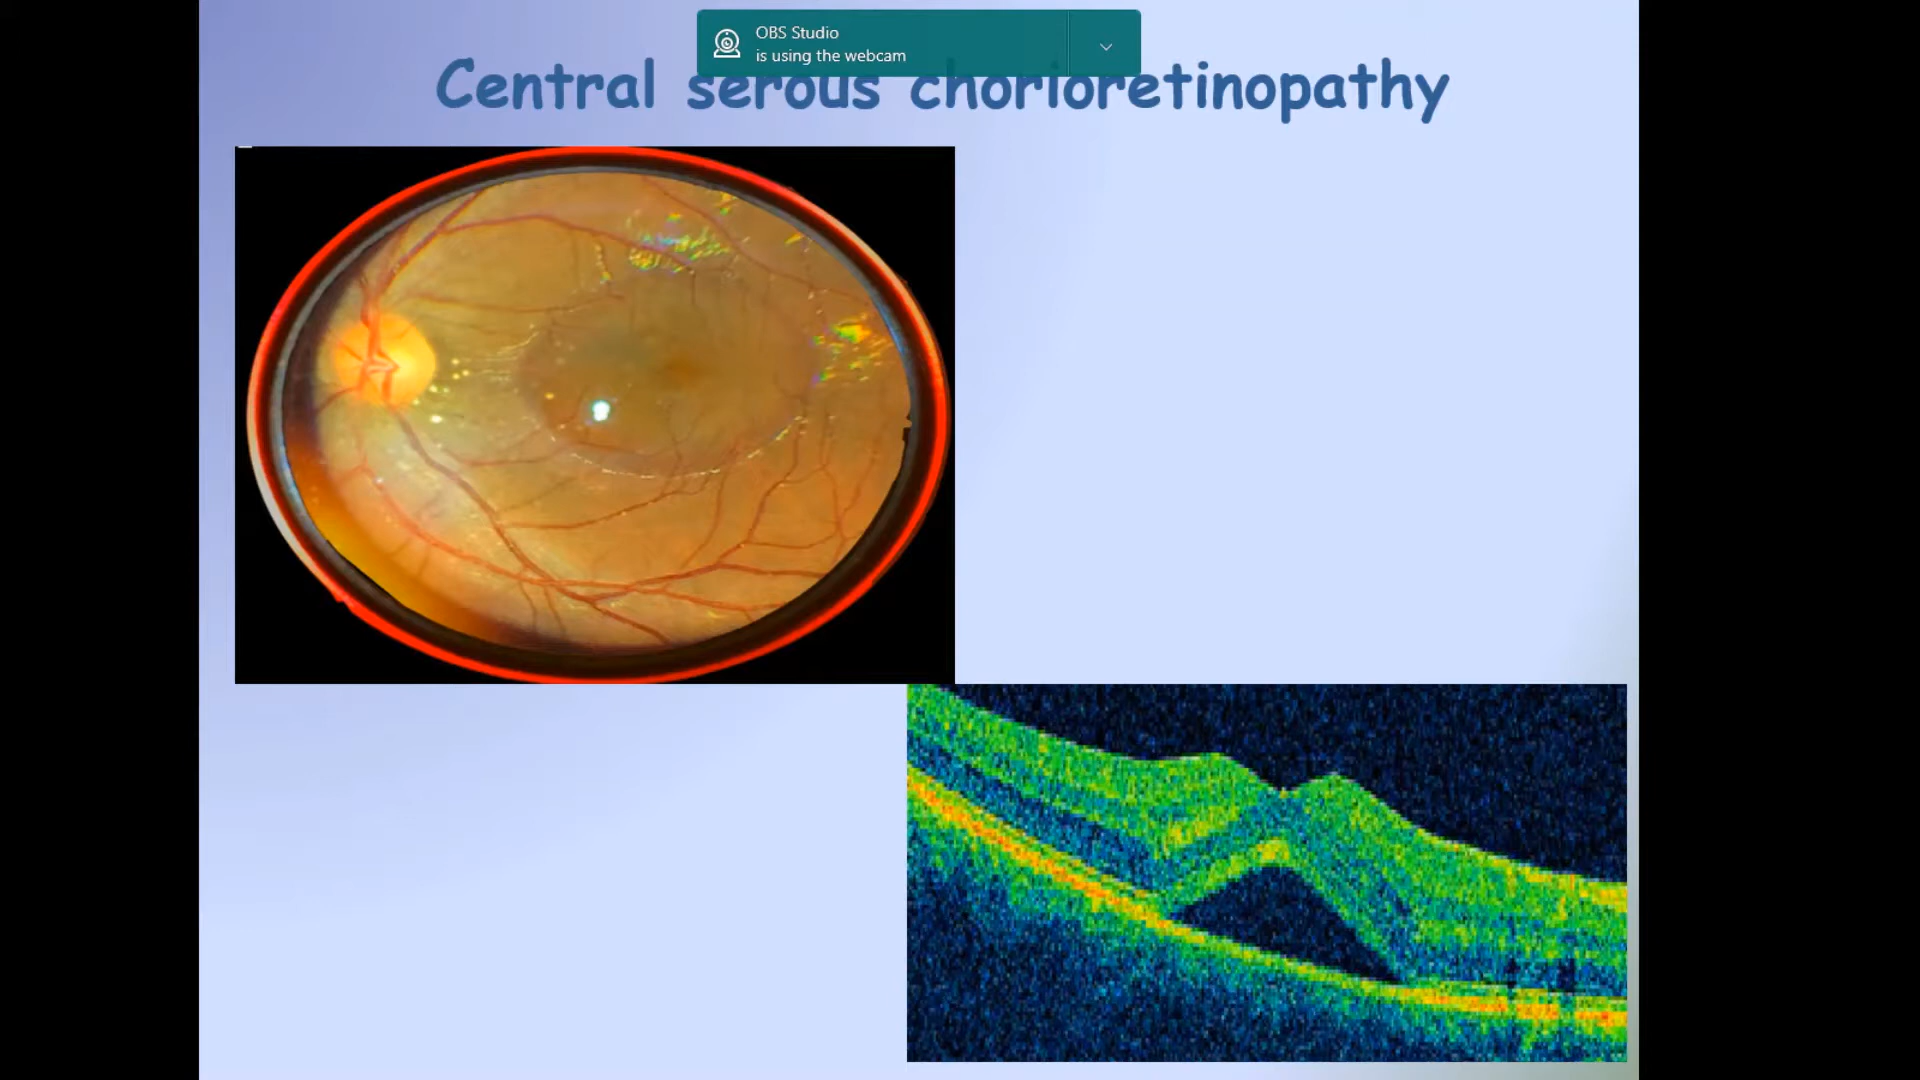 OBS Studio
is using the webcam
Central serous chorioretinopathy